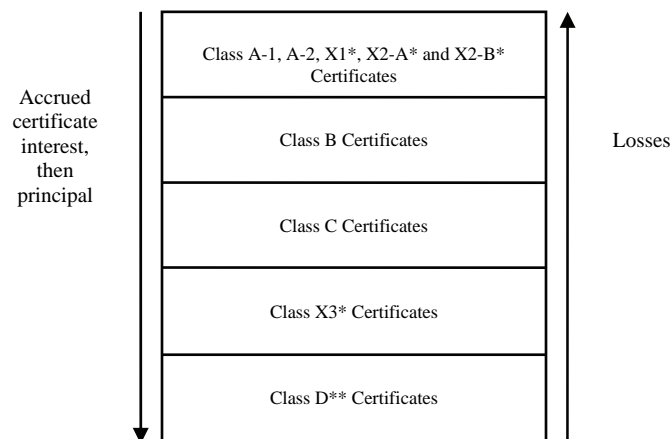 Class A-1, A-2, X1*, X2-A* and X2-B*
Certificates
Accrued
certificate
interest,
then
principal
Class B Certificates
Losses
Class C Certificates
Class X3* Certificates
Class D** Certificates